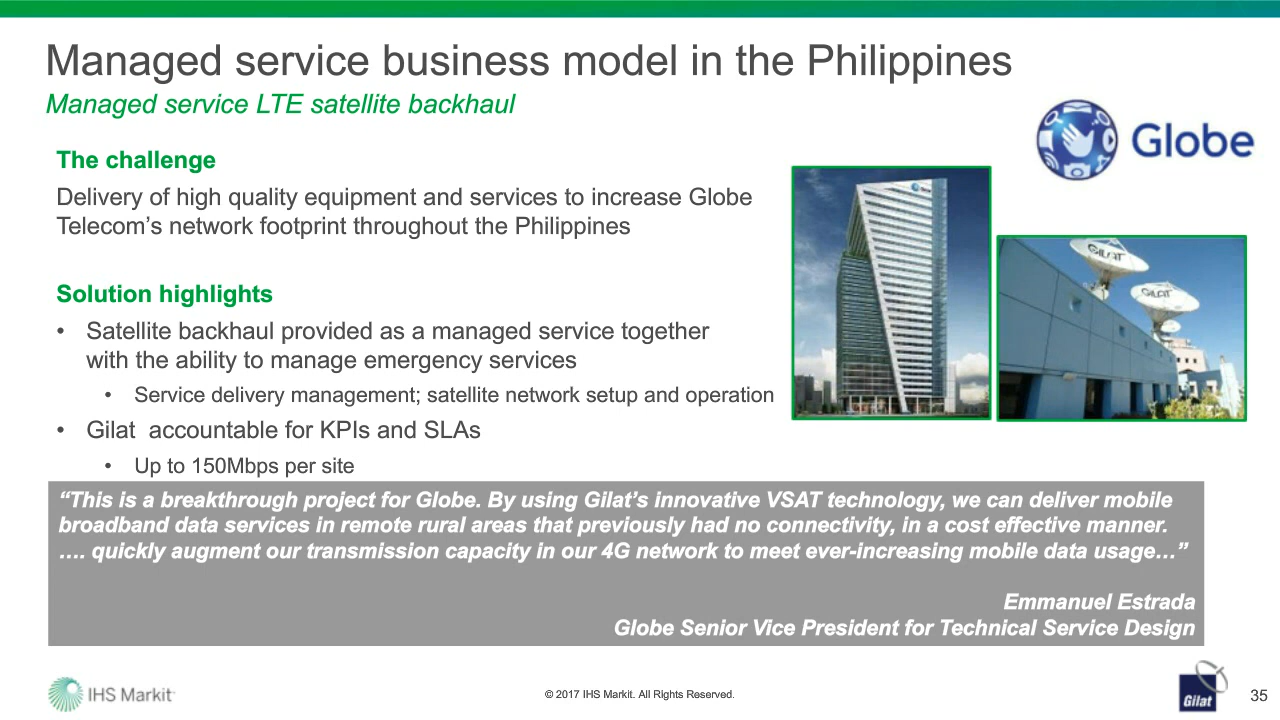 Managed service business model in the Philippines
Managed service LTE satellite backhaul
Globe
The challenge
Delivery of high quality equipment and services to increase Globe
Telecom’s network footprint throughout the Philippines
GILAT
GILAT
Solution highlights
• Satellite backhaul provided as a managed service together
with the ability to manage emergency services
• Service delivery management; satellite network setup and operation
• Gilat  accountable for KPIs and SLAs
• Up to 150Mbps per site
“This is a breakthrough project for Globe. By using Gilat’s innovative VSAT technology, we can deliver mobile
broadband data services in remote rural areas that previously had no connectivity, in a cost effective manner.
…. quickly augment our transmission capacity in our 4G network to meet ever-increasing mobile data usage…”
Emmanuel Estrada
Globe Senior Vice President for Technical Service Design
IHS Markit
© 2017 IHS Markit. All Rights Reserved.
Gilat
35